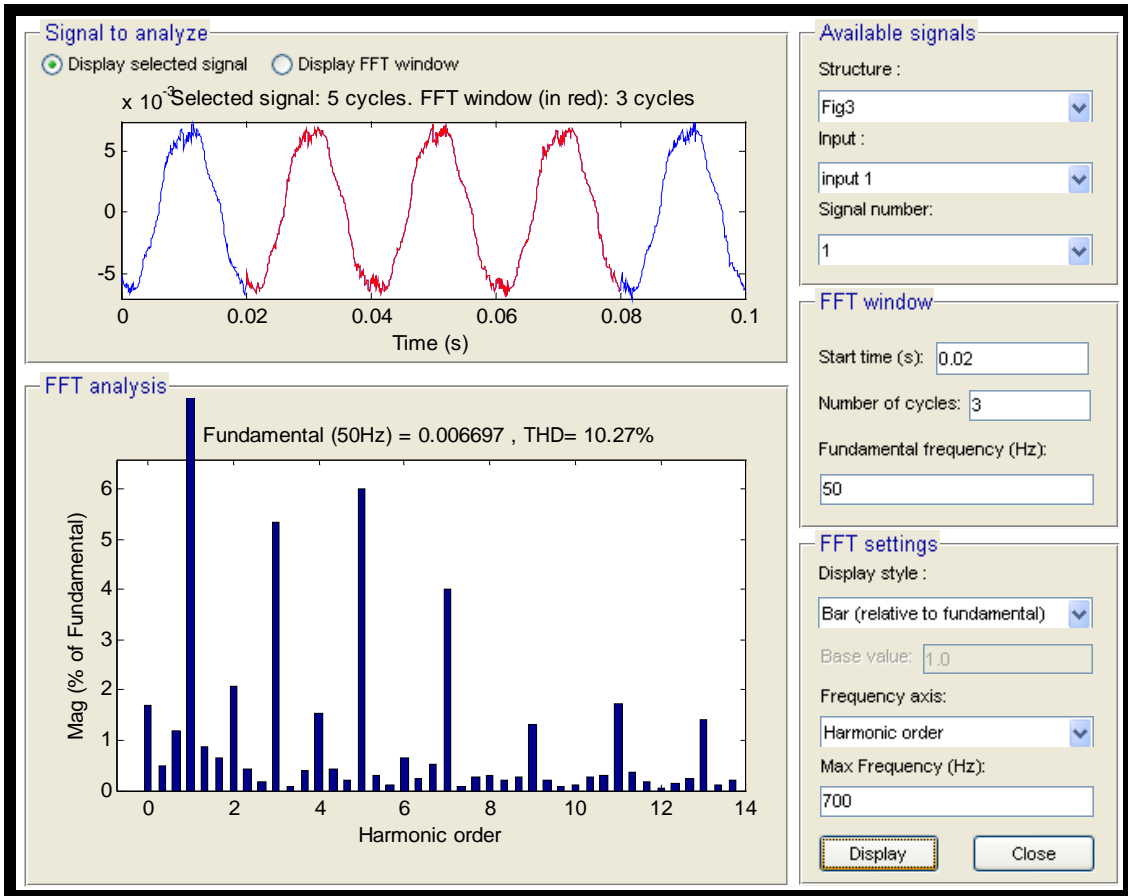 Signal to analyze
Display selected signal
Display FFT window
x 10-3
Selected signal: 5 cycles. FFT window (in red): 3 cycles
5
0
-5
0 0.02 0.04 0.06 0.08 0.1
Time (s)
FFT analysis
Fundamental (50Hz) = 0.006697 , THD= 10.27%
Mag (% of Fundamental)
6
5
4
3
2
1
0
0 2 4 6 8 10 12 14
Harmonic order
Available signals
Structure :
Fig3
Input :
input 1
Signal number:
1
FFT window
Start time (s): 0.02
Number of cycles: 3
Fundamental frequency (Hz):
50
FFT settings
Display style :
Bar (relative to fundamental)
Base value: 1.0
Frequency axis:
Harmonic order
Max Frequency (Hz):
700
Display Close